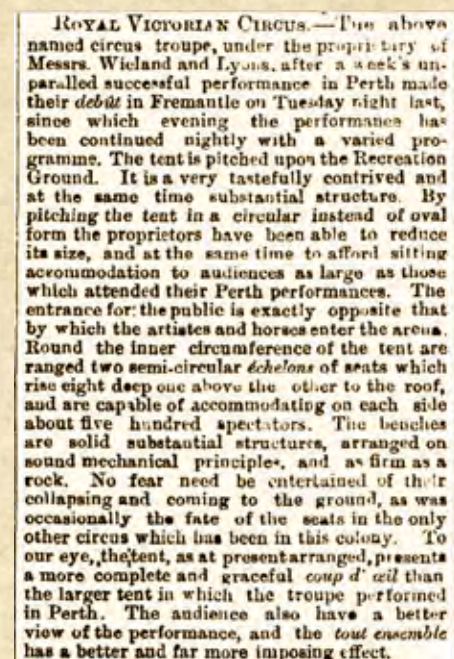 ROYAL VICTORIAN CIRCUS.—The above
named circus troupe, under the proprietary of
Messrs. Wieland and Lyons, after a week's un-
paralled successful performance in Perth made
their debût in Fremantle on Tuesday night last,
since which evening the performance has
been continued nightly with a varied pro-
gramme. The tent is pitched upon the Recreation
Ground. It is a very tastefully contrived and
at the same time substantial structure. By
pitching the tent in a circular instead of oval
form the proprietors have been able to reduce
its size, and at the same time to afford sitting
accommodation to audiences as large as those
which attended their Perth performances. The
entrance for the public is exactly opposite that
by which the artistes and horses enter the arena.
Round the inner circumference of the tent are
ranged two semi-circular échelons of seats which
rise eight deep one above the other to the roof,
and are capable of accommodating on each side
about five hundred spectators. The benches
are solid substantial structures, arranged on
sound mechanical principles, and as firm as a
rock. No fear need be entertained of their
collapsing and coming to the ground, as was
occasionally the fate of the seats in the only
other circus which has been in this colony. To
our eye, the tent, as at present arranged, presents
a more complete and graceful coup d' œil than
the larger tent in which the troupe performed
in Perth. The audience also have a better
view of the performance, and the tout ensemble
has a better and far more imposing effect.